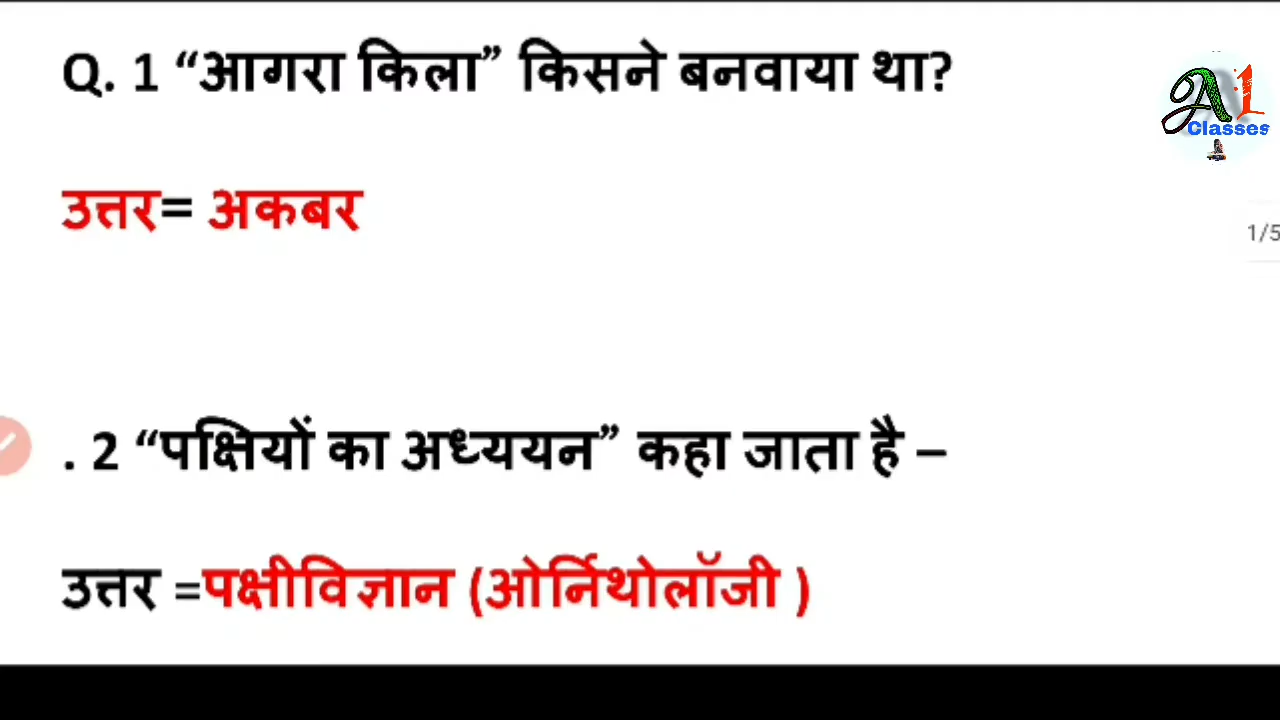 Q. 1 “आगरा किला” किसने बनवाया था?
A1
Classes
उत्तर= अकबर
1/5
. 2 “पक्षियों का अध्ययन” कहा जाता है –
उत्तर =पक्षीविज्ञान (ओर्निथोलॉजी )